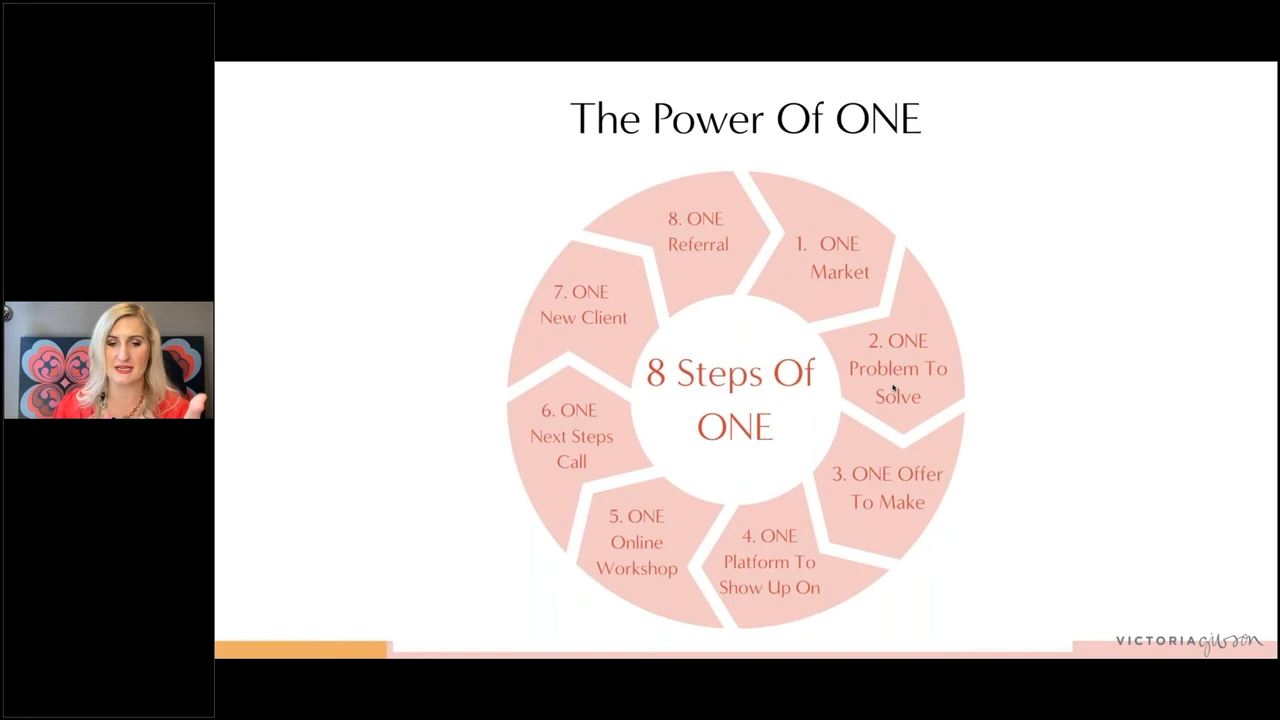 The Power Of ONE
8. ONE
Referral
1. ONE
Market
7. ONE
New Client
2. ONE
Problem To
Solve
8 Steps Of
ONE
6. ONE
Next Steps
Call
3. ONE Offer
To Make
5. ONE
Online
Workshop
4. ONE
Platform To
Show Up On
VICTORIA gibson